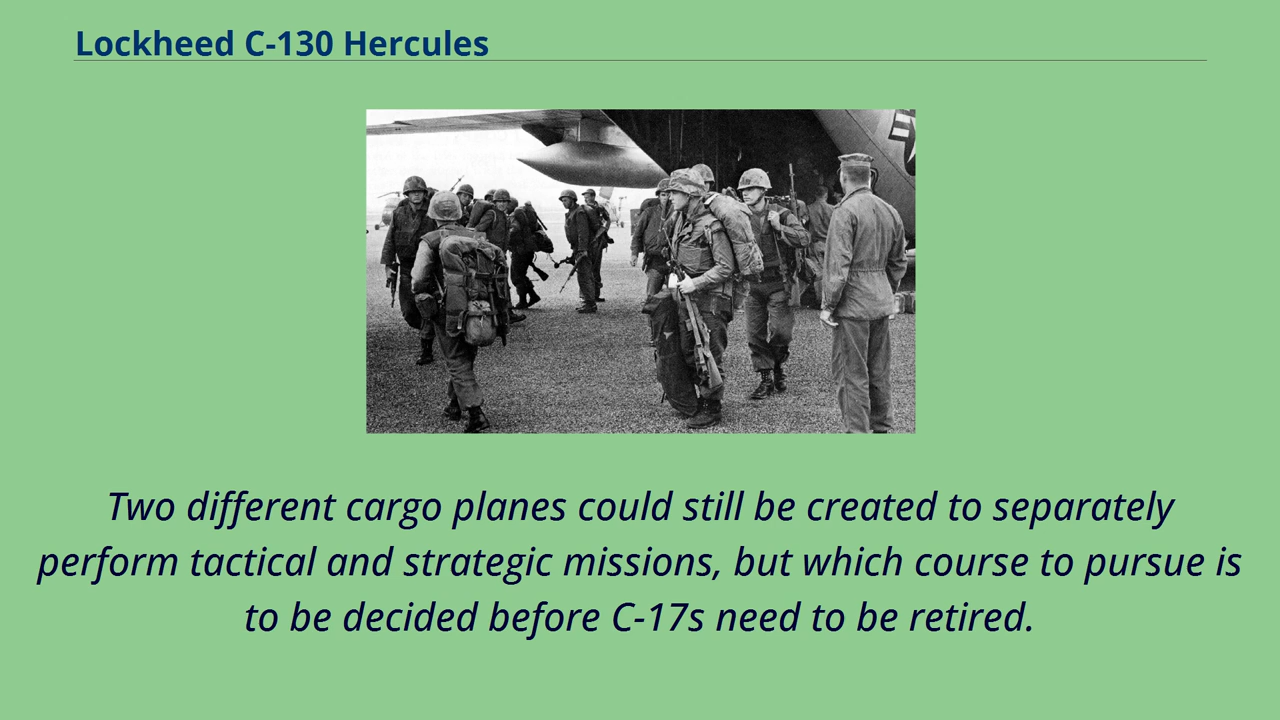 Lockheed C-130 Hercules
Two different cargo planes could still be created to separately
perform tactical and strategic missions, but which course to pursue is
to be decided before C-17s need to be retired.